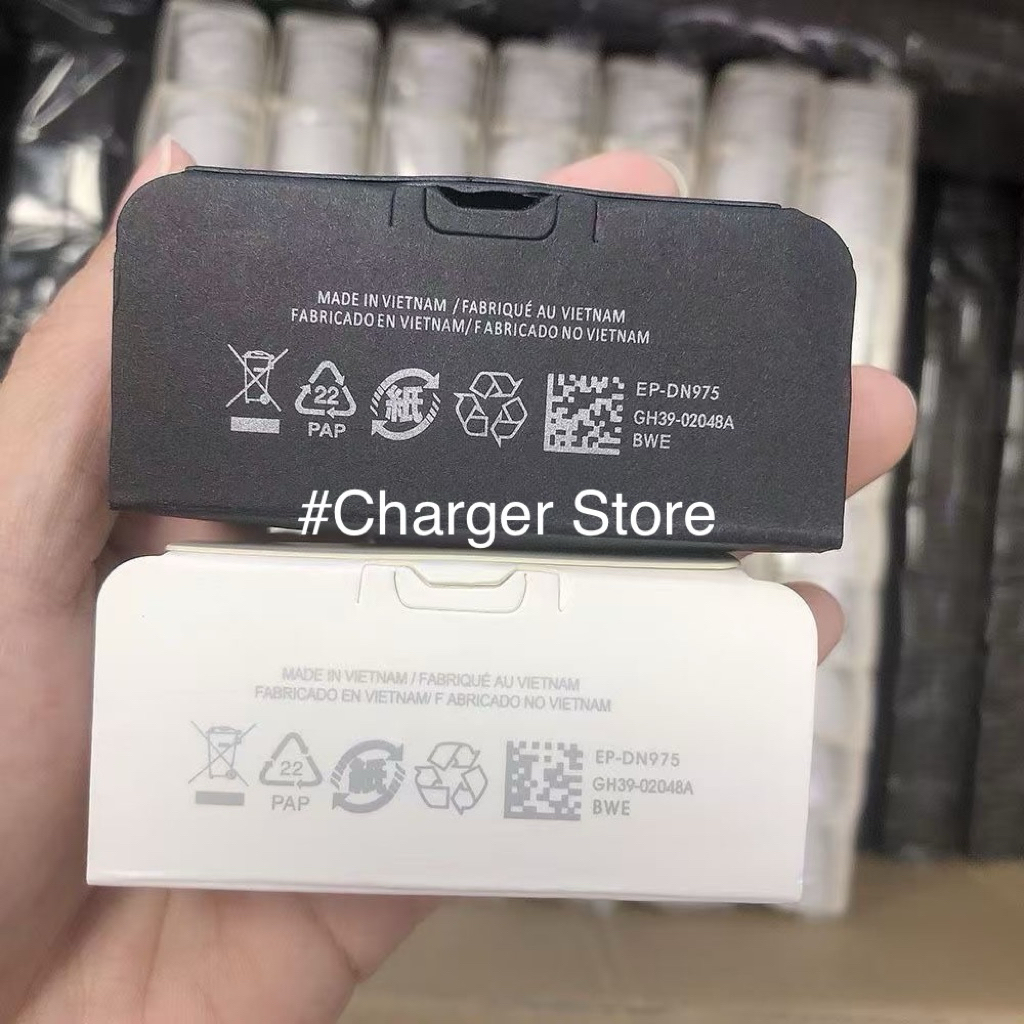 MADE IN VIETNAM / FABRIQUÉ AU VIETNAM
FABRICADO EN VIETNAM/ FABRICADO NO VIETNAM
22
PAP
紙
EP-DN975
GH39-02048A
BWE
#Charger Store
MADE IN VIETNAM / FABRIQUÉ AU VIETNAM
FABRICADO EN VIETNAM/ F ABRICADO NO VIETNAM
22
PAP
紙
EP-DN975
GH39-02048A
BWE